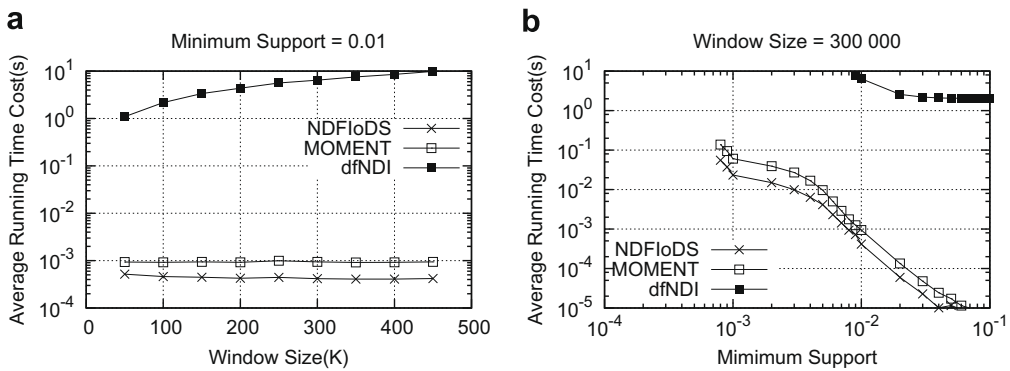 a
Minimum Support = 0.01
Average Running Time Cost(s)
10^1
10^0
10^-1
10^-2
10^-3
10^-4
NDFIoDS
MOMENT
dfNDI
0 100 200 300 400 500
Window Size(K)
b
Window Size = 300 000
Average Running Time Cost(s)
10^1
10^0
10^-1
10^-2
10^-3
10^-4
10^-5
NDFIoDS
MOMENT
dfNDI
10^-4 10^-3 10^-2 10^-1
Mimimum Support